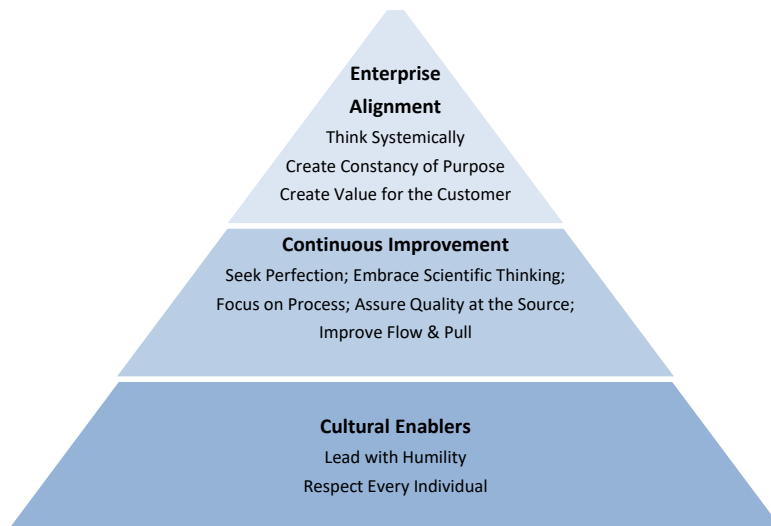 Enterprise
Alignment
Think Systemically
Create Constancy of Purpose
Create Value for the Customer
Continuous Improvement
Seek Perfection; Embrace Scientific Thinking;
Focus on Process; Assure Quality at the Source;
Improve Flow & Pull
Cultural Enablers
Lead with Humility
Respect Every Individual